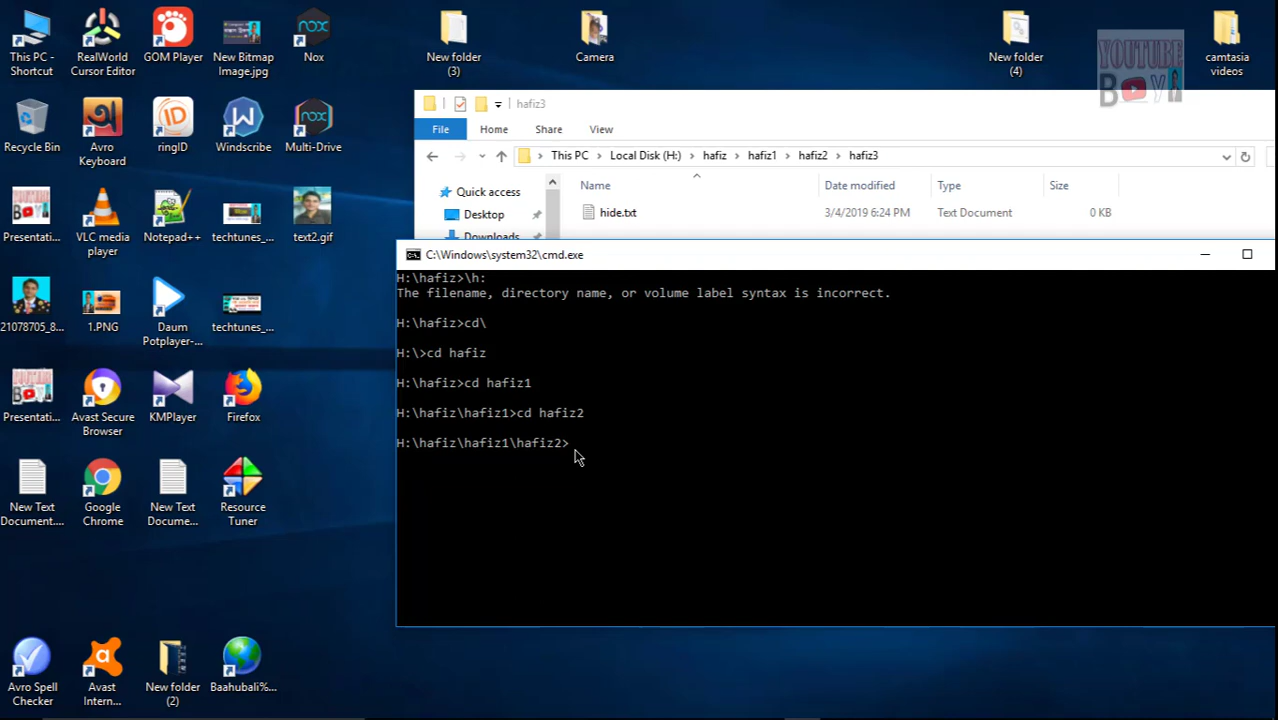 This PC -
Shortcut
RealWorld
Cursor Editor
GOM Player
New Bitmap
Image.jpg
nox
Nox
New folder
(3)
Camera
New folder
(4)
YOUTUBE
BOY
camtasia
videos
Recycle Bin
Avro
Keyboard
iD
ringID
Windscribe
nox
Multi-Drive
hafiz3
File
Home
Share
View
This PC
Local Disk (H:)
hafiz
hafiz1
hafiz2
hafiz3
Quick access
Desktop
Downloads
Name
Date modified
Type
Size
hide.txt
3/4/2019 6:24 PM
Text Document
0 KB
Presentati...
VLC media
player
Notepad++
techtunes_...
text2.gif
C:\Windows\system32\cmd.exe
H:\hafiz>\h:
The filename, directory name, or volume label syntax is incorrect.
H:\hafiz>cd\
H:\>cd hafiz
H:\hafiz>cd hafiz1
H:\hafiz\hafiz1>cd hafiz2
H:\hafiz\hafiz1\hafiz2>
21078705_8...
1.PNG
Daum
Potplayer-...
techtunes_...
Presentati...
Avast Secure
Browser
KMPlayer
Firefox
New Text
Document....
Google
Chrome
New Text
Docume...
Resource
Tuner
Avro Spell
Checker
Avast
Intern...
New folder
(2)
Baahubali%...